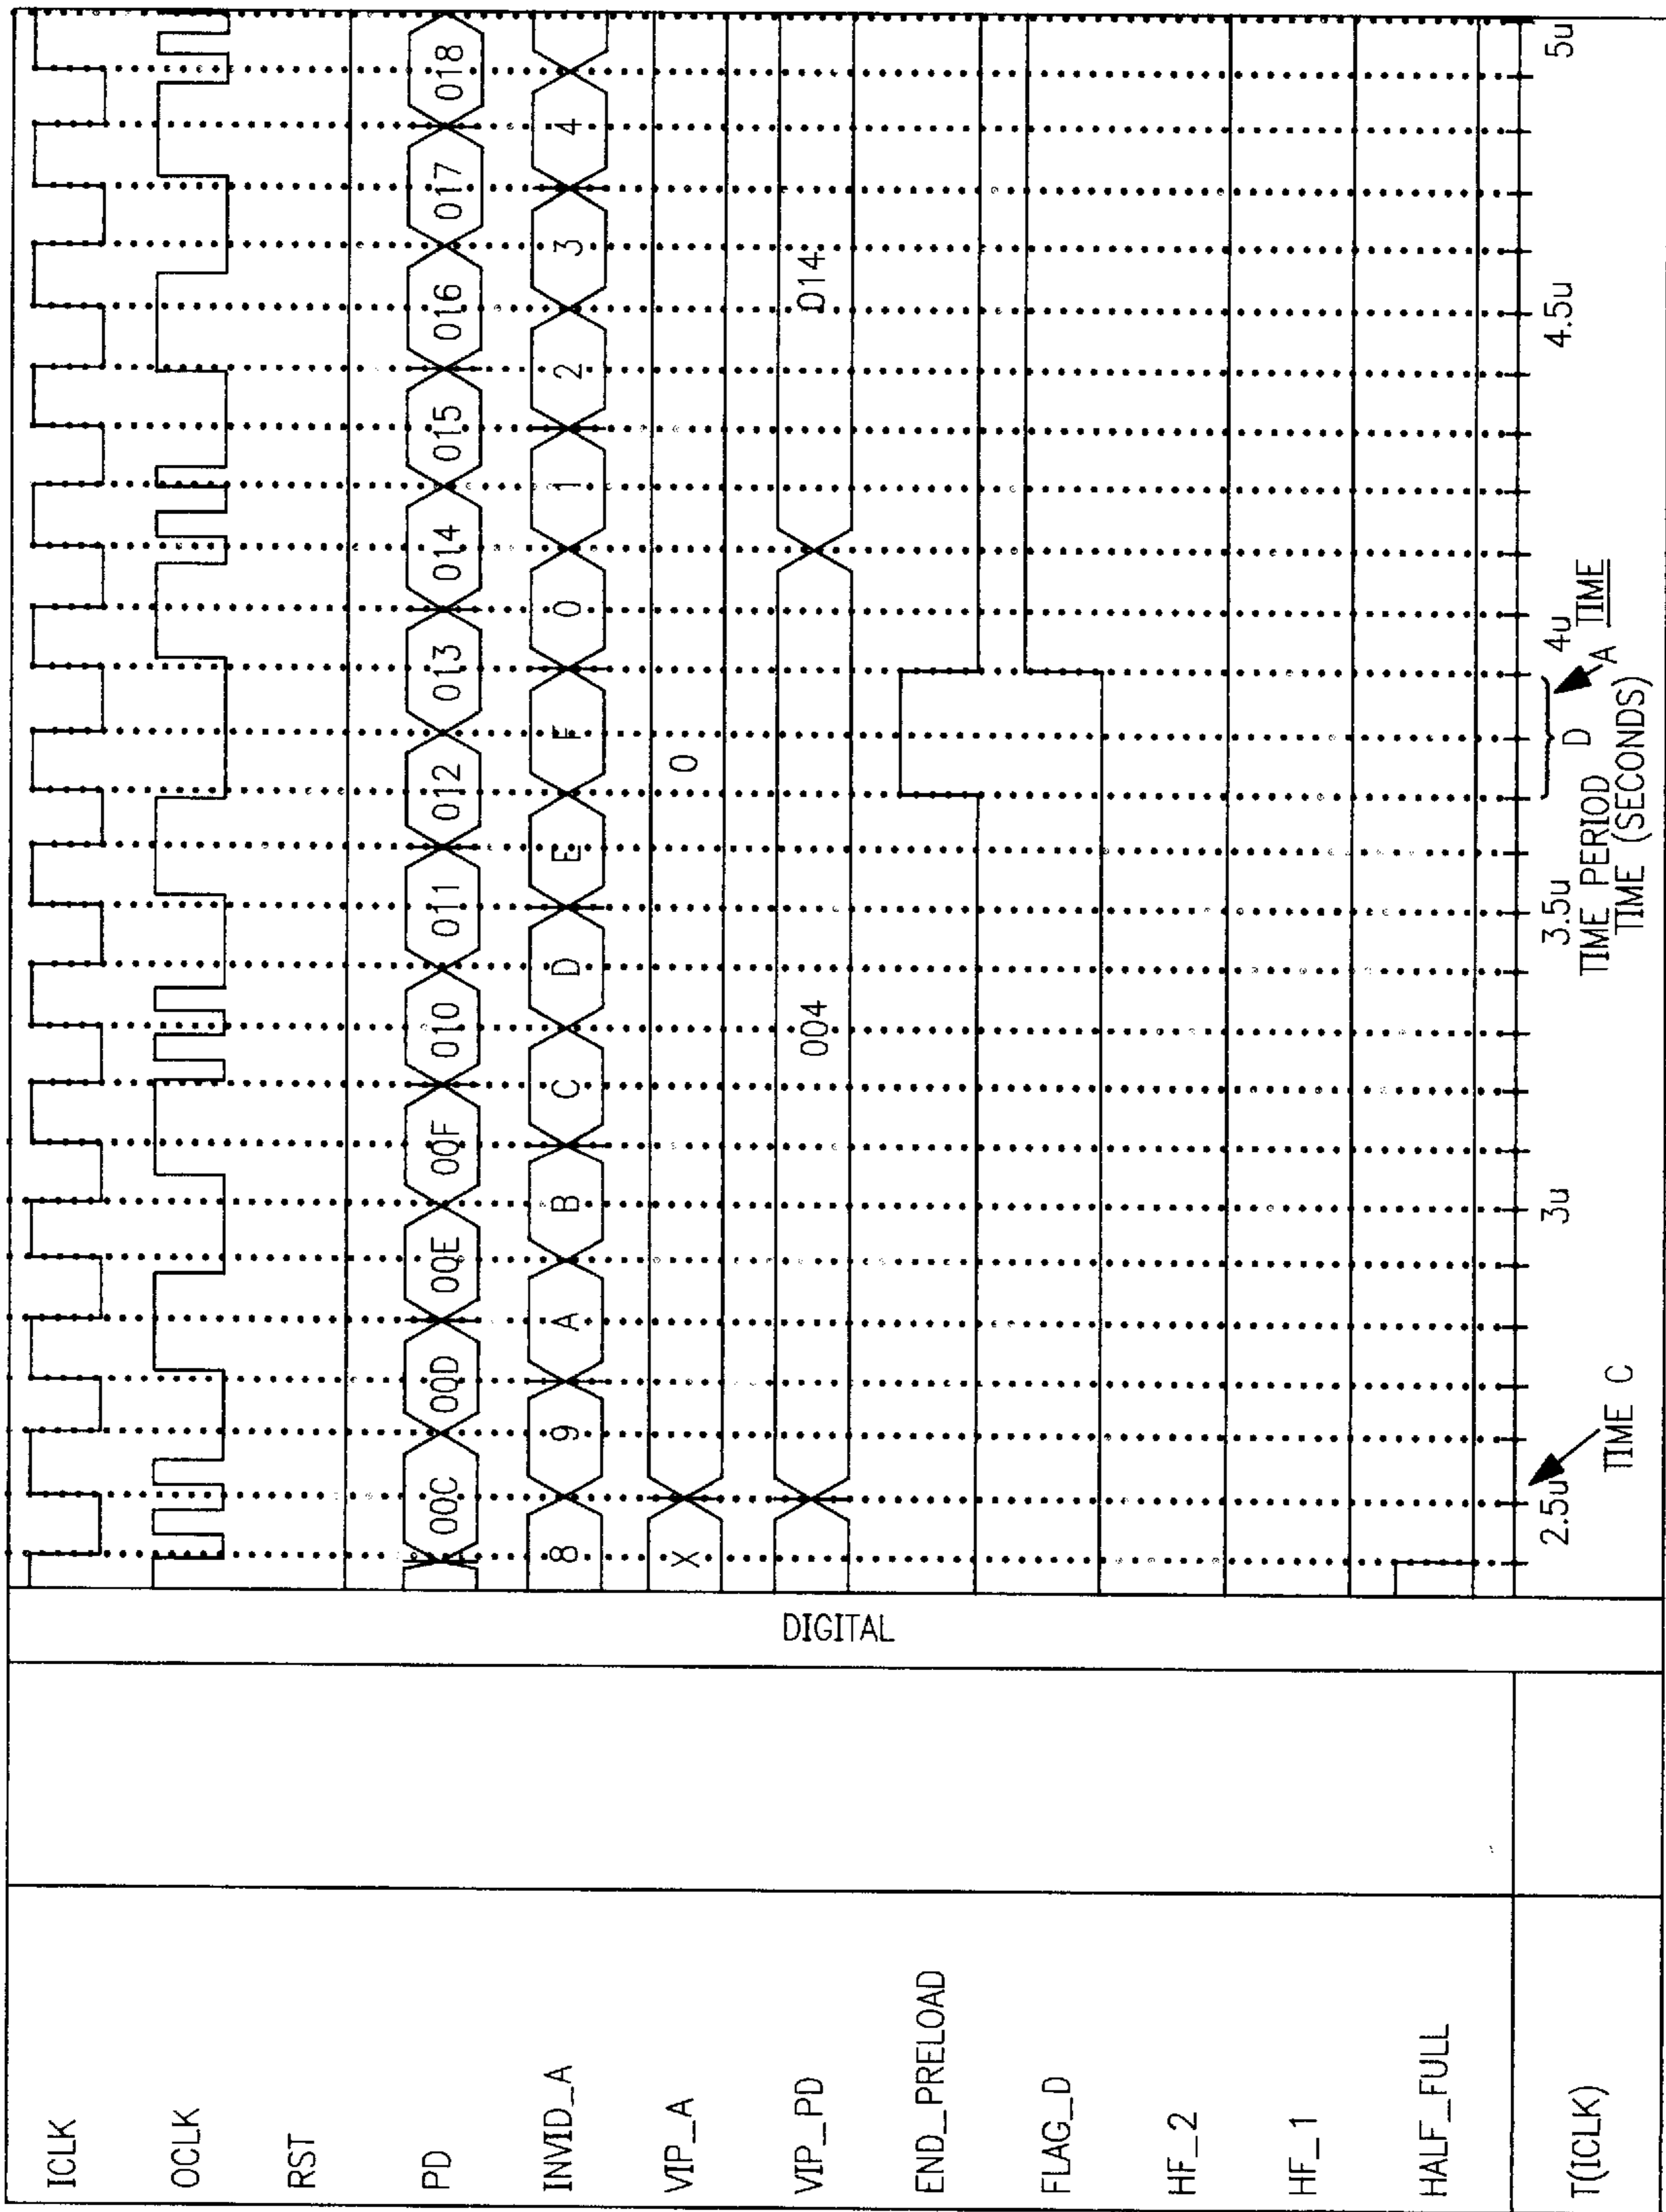 ICLK
OCLK
RST
PD 00C 00D 00E 00F 010 011 012 013 014 015 016 017 018
INVID_A 8 9 A B C D E F 0 1 2 3 4
VIP_A X 0
VIP_PD 004 014
END_PRELOAD
FLAG_D
HF_2
HF_1
HALF_FULL
DIGITAL
T(ICLK) 2.5u 3u 3.5u 4u 4.5u 5u
TIME C
TIME PERIOD D
TIME A
TIME (SECONDS)